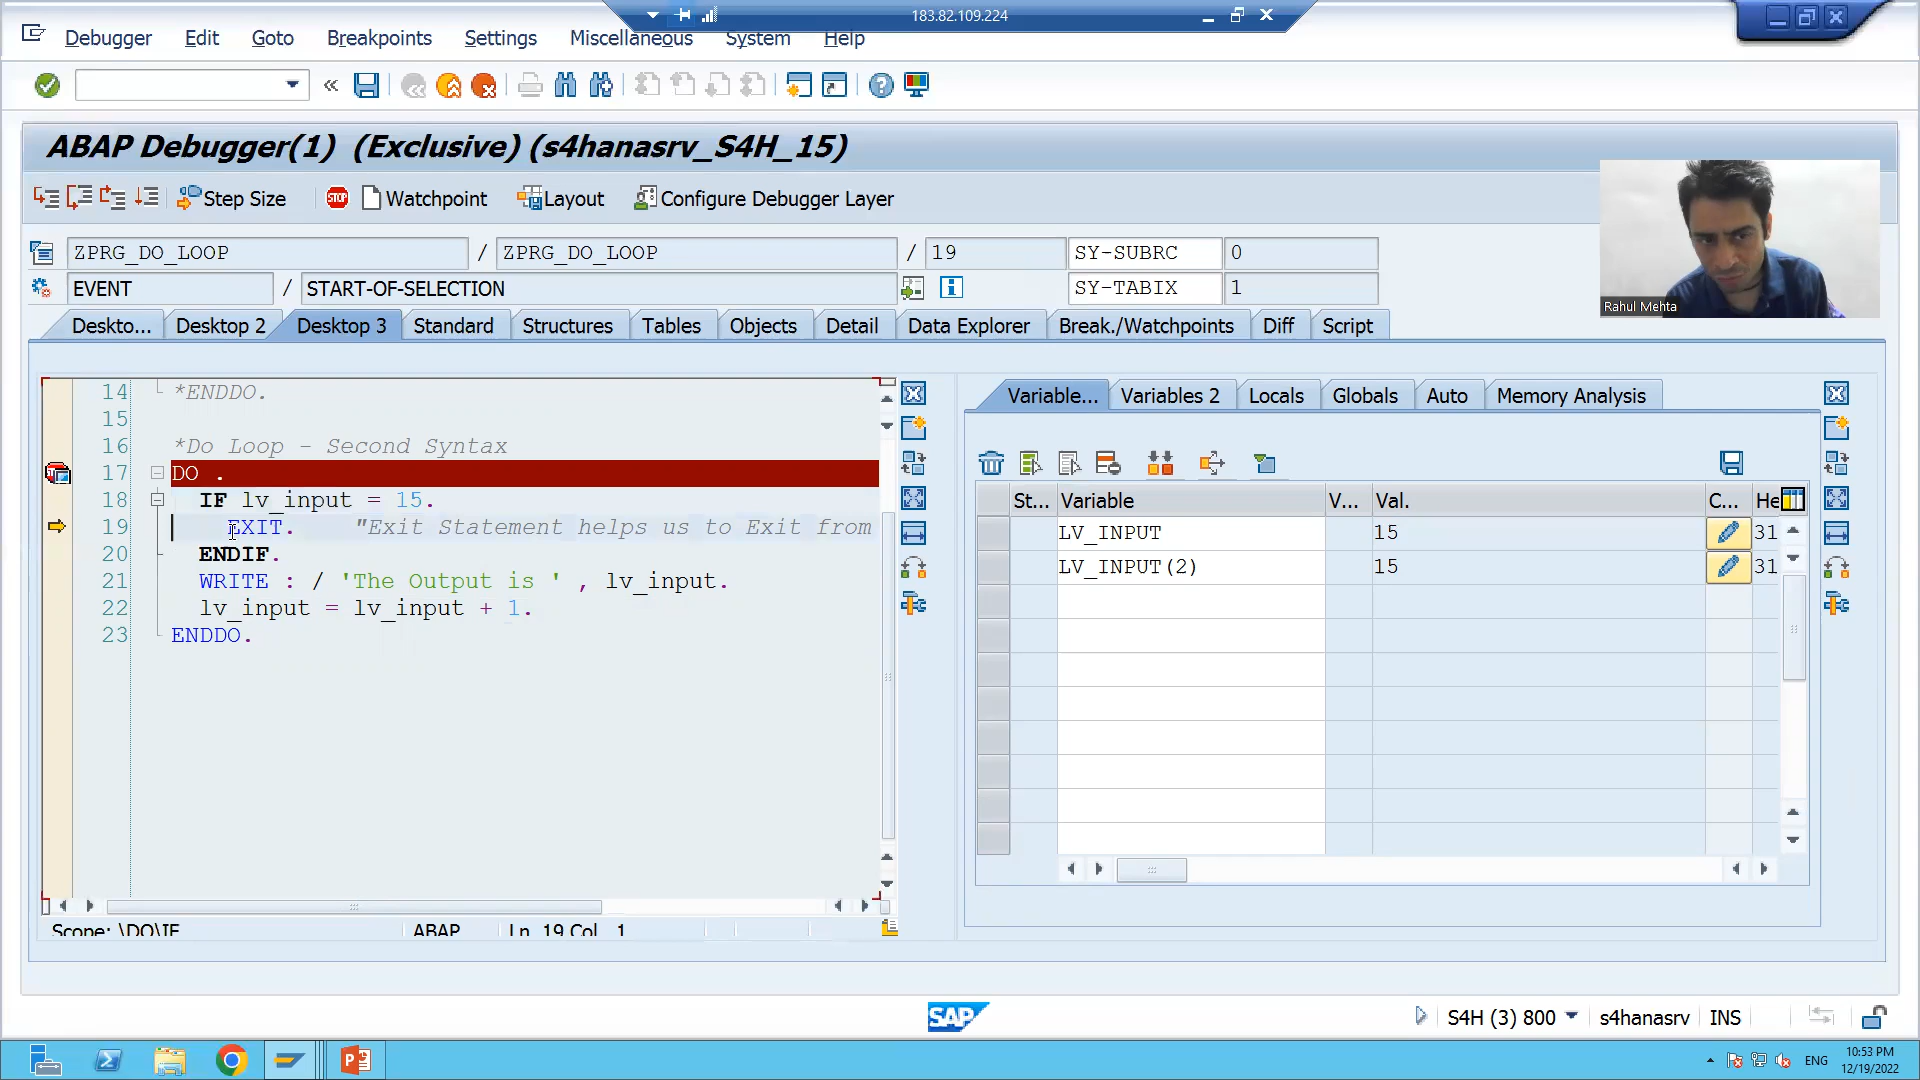 183.82.109.224
Debugger Edit Goto Breakpoints Settings Miscellaneous System Help
ABAP Debugger(1) (Exclusive) (s4hanasrv_S4H_15)
Step Size STOP Watchpoint Layout Configure Debugger Layer
ZPRG_DO_LOOP / ZPRG_DO_LOOP / 19 SY-SUBRC 0
EVENT / START-OF-SELECTION SY-TABIX 1
Rahul Mehta
Deskto... Desktop 2 Desktop 3 Standard Structures Tables Objects Detail Data Explorer Break./Watchpoints Diff Script
14 *ENDDO.
15
16 *Do Loop - Second Syntax
17 DO .
18 IF lv_input = 15.
19 EXIT. "Exit Statement helps us to Exit from
20 ENDIF.
21 WRITE : / 'The Output is ' , lv_input.
22 lv_input = lv_input + 1.
23 ENDDO.
Scope: \DO\IF ABAP Ln 19 Col 1
Variable... Variables 2 Locals Globals Auto Memory Analysis
St... Variable V... Val. C... He
LV_INPUT 15 31
LV_INPUT(2) 15 31
SAP
S4H (3) 800 s4hanasrv INS
ENG
10:53 PM
12/19/2022